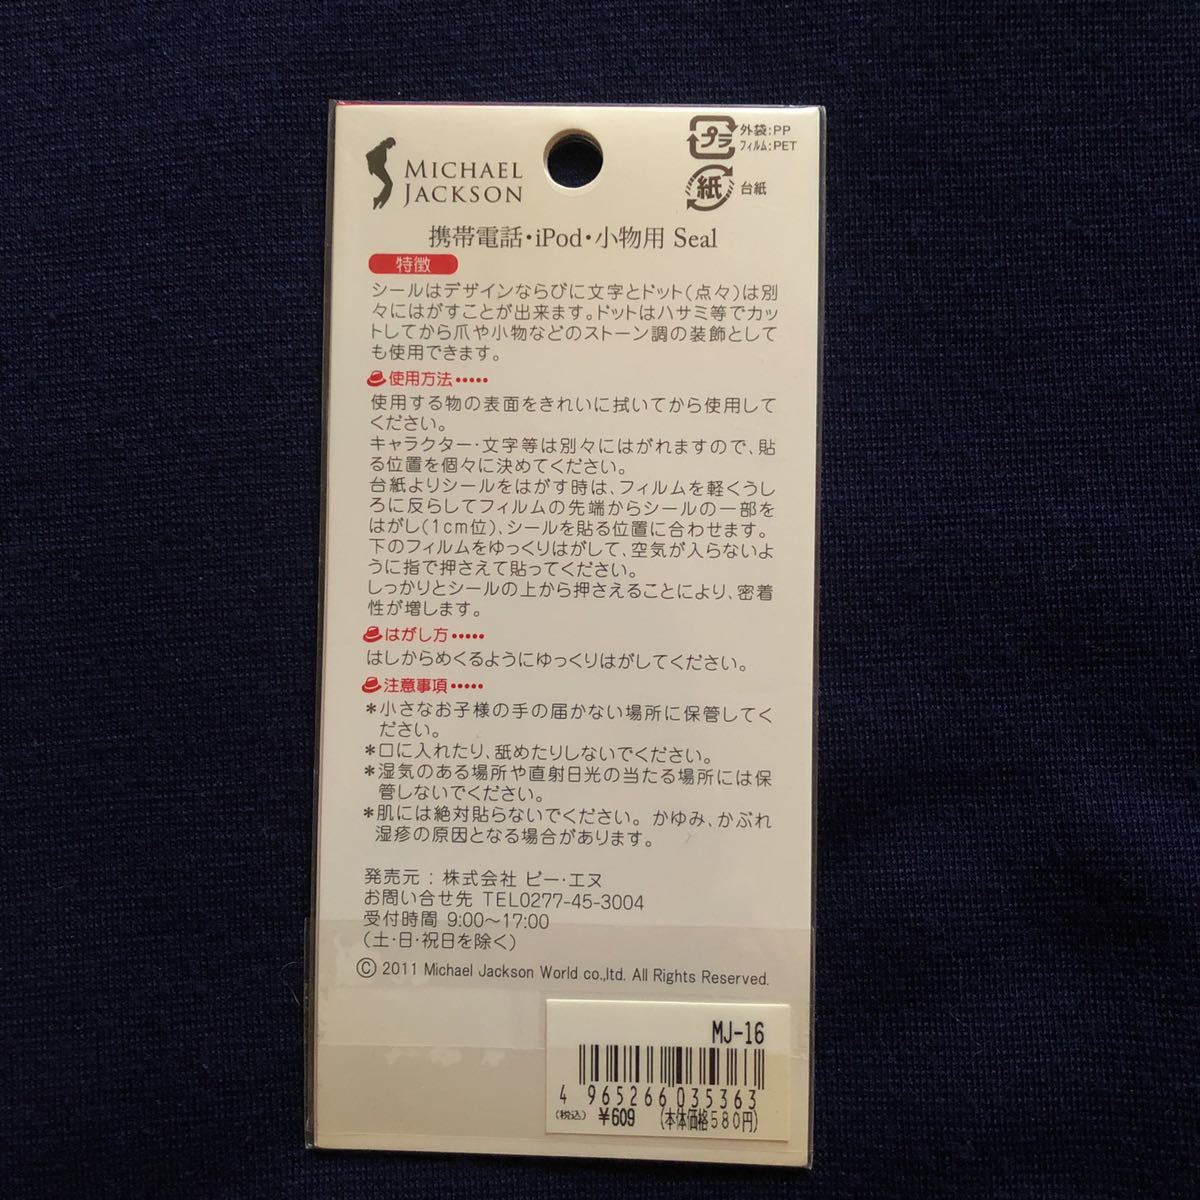 MICHAEL
JACKSON
プラ
外袋:PP
フィルム:PET
紙
台紙
携帯電話・iPod・小物用 Seal
特徴
シールはデザインならびに文字とドット(点々)は別
々にはがすことが出来ます。ドットはハサミ等でカッ
トしてから爪や小物などのストーン調の装飾として
も使用できます。
使用方法・・・・・
使用する物の表面をきれいに拭いてから使用して
ください。
キャラクター・文字等は別々にはがれますので、貼
る位置を個々に決めてください。
台紙よりシールをはがす時は、フィルムを軽くうし
ろに反らしてフィルムの先端からシールの一部を
はがし(1cm位)、シールを貼る位置に合わせます。
下のフィルムをゆっくりはがして、空気が入らないよ
うに指で押さえて貼ってください。
しっかりとシールの上から押さえることにより、密着
性が増します。
はがし方・・・・・
はしからめくるようにゆっくりはがしてください。
注意事項・・・・・
*小さなお子様の手の届かない場所に保管してく
ださい。
*口に入れたり、舐めたりしないでください。
*湿気のある場所や直射日光の当たる場所には保
管しないでください。
*肌には絶対貼らないでください。かゆみ、かぶれ
湿疹の原因となる場合があります。
発売元 : 株式会社 ピー・エヌ
お問い合せ先 TEL0277-45-3004
受付時間 9:00〜17:00
(土・日・祝日を除く)
© 2011 Michael Jackson World co.,ltd. All Rights Reserved.
MJ-16
4 965266 035363
(税込) ¥609 (本体価格580円)